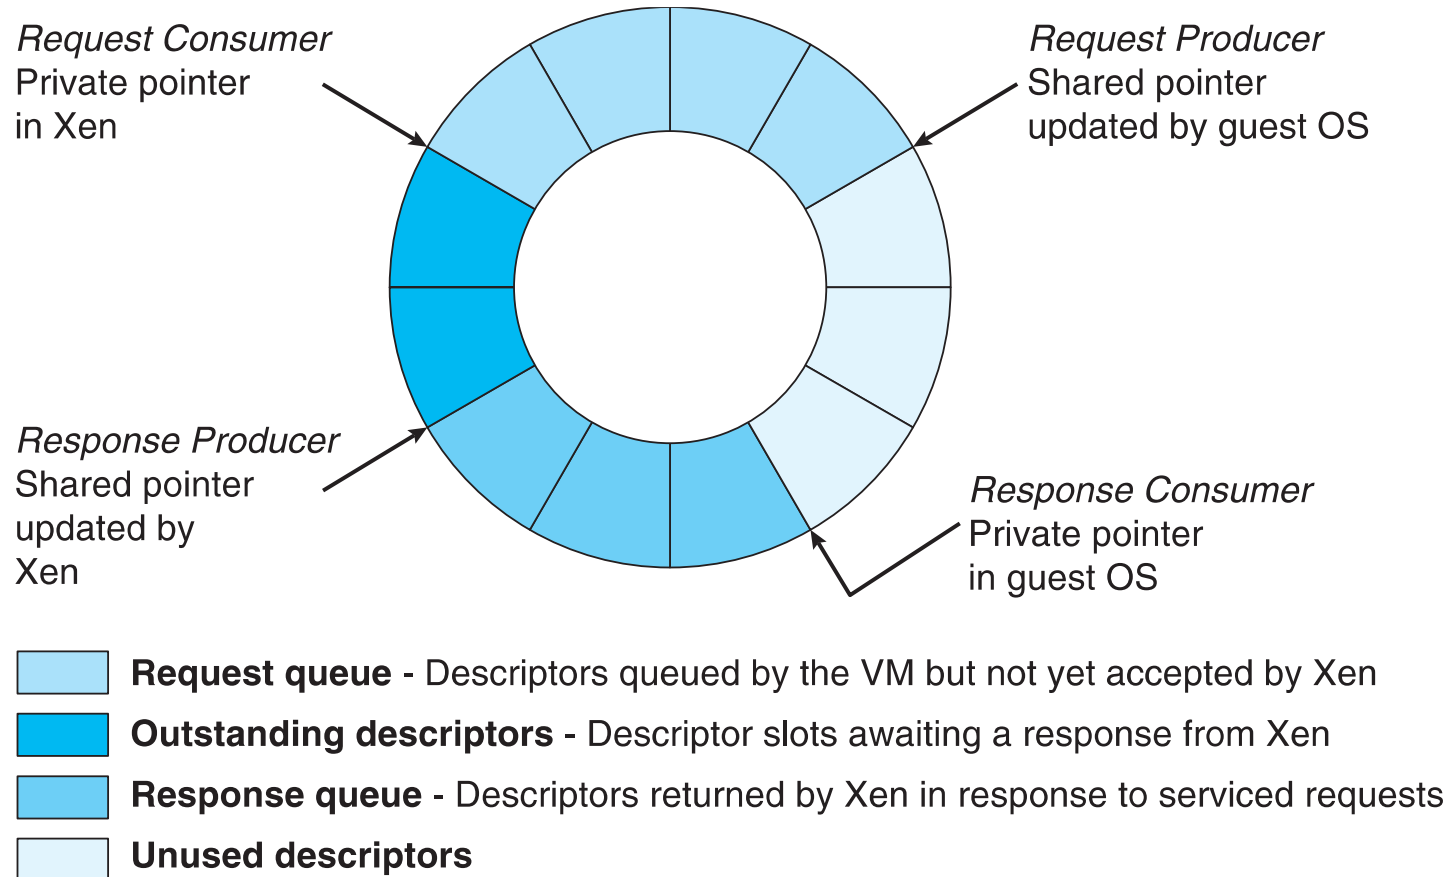 Request Consumer
Private pointer
in Xen
Request Producer
Shared pointer
updated by guest OS
Response Producer
Shared pointer
updated by
Xen
Response Consumer
Private pointer
in guest OS
Request queue - Descriptors queued by the VM but not yet accepted by Xen
Outstanding descriptors - Descriptor slots awaiting a response from Xen
Response queue - Descriptors returned by Xen in response to serviced requests
Unused descriptors